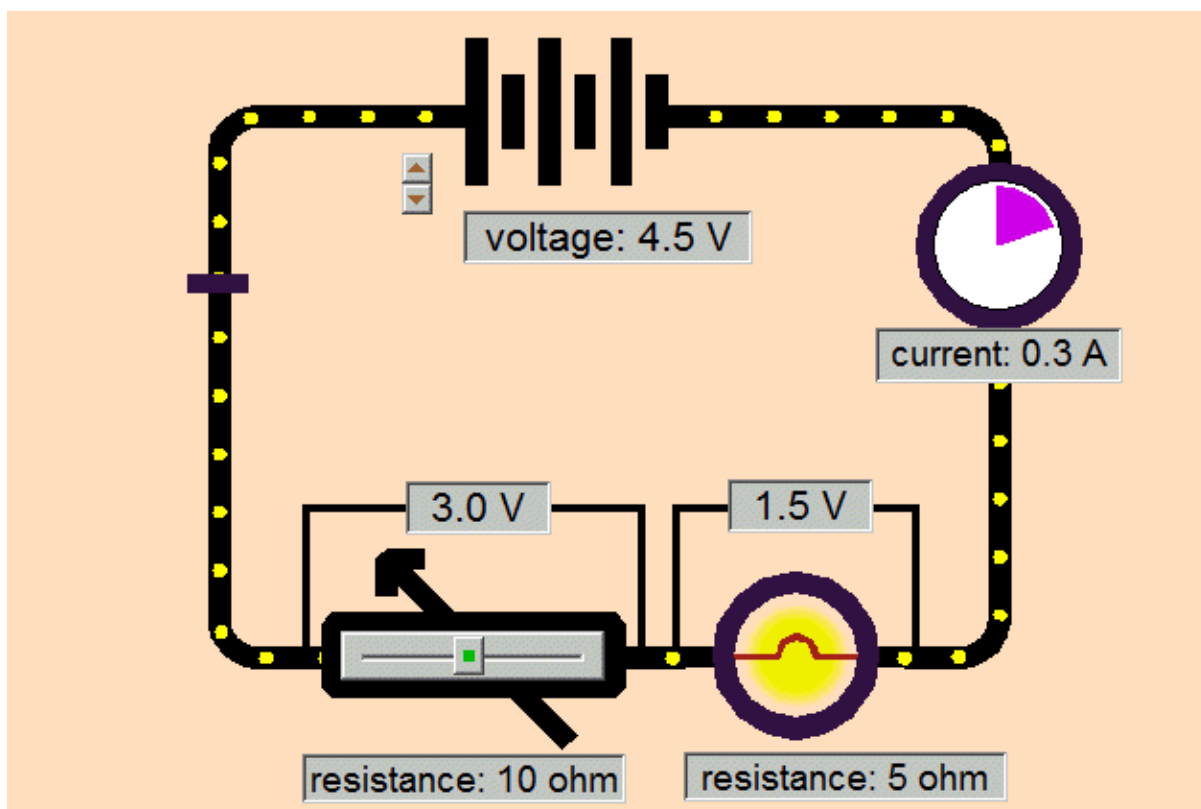 voltage: 4.5 V
current: 0.3 A
3.0 V
1.5 V
resistance: 10 ohm
resistance: 5 ohm